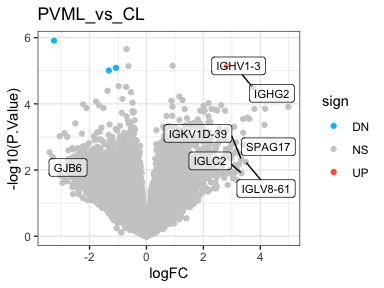 PVML_vs_CL
6
4
2
0
-log10(P.Value)
IGHV1-3
IGHG2
IGKV1D-39
SPAG17
IGLC2
GJB6
IGLV8-61
-2
0
2
4
logFC
sign
DN
NS
UP